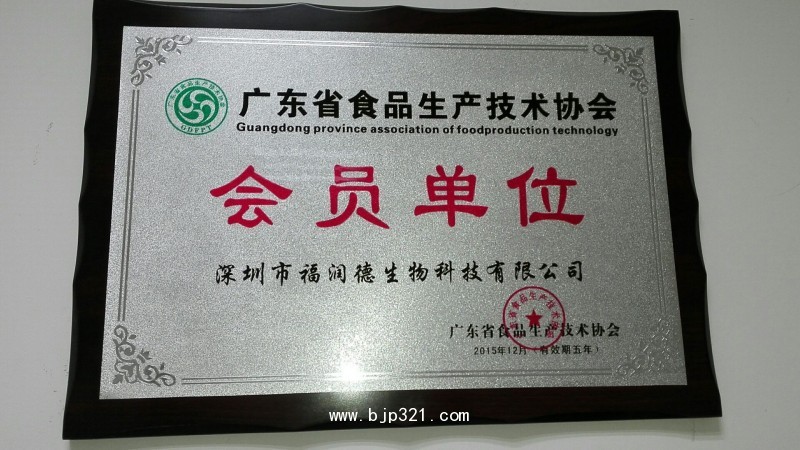 广东省食品生产技术协会
Guangdong province association of foodproduction technology
会员单位
深圳市福润德生物科技有限公司
广东省食品生产技术协会
2015年12月（有效期五年）
www.bjp321.com